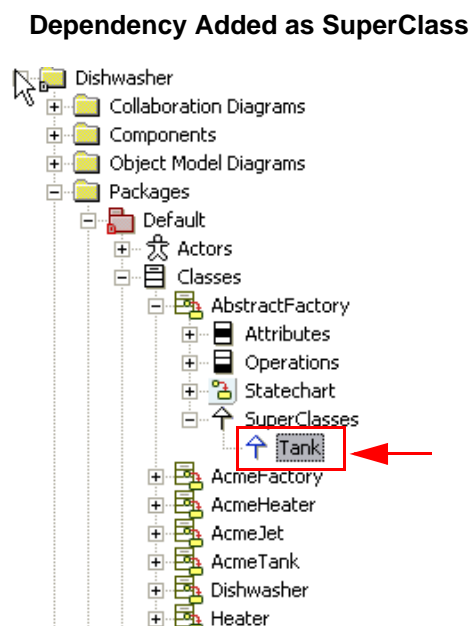 Dependency Added as SuperClass
Dishwasher
Collaboration Diagrams
Components
Object Model Diagrams
Packages
Default
Actors
Classes
AbstractFactory
Attributes
Operations
Statechart
SuperClasses
Tank
AcmeFactory
AcmeHeater
AcmeJet
AcmeTank
Dishwasher
Heater